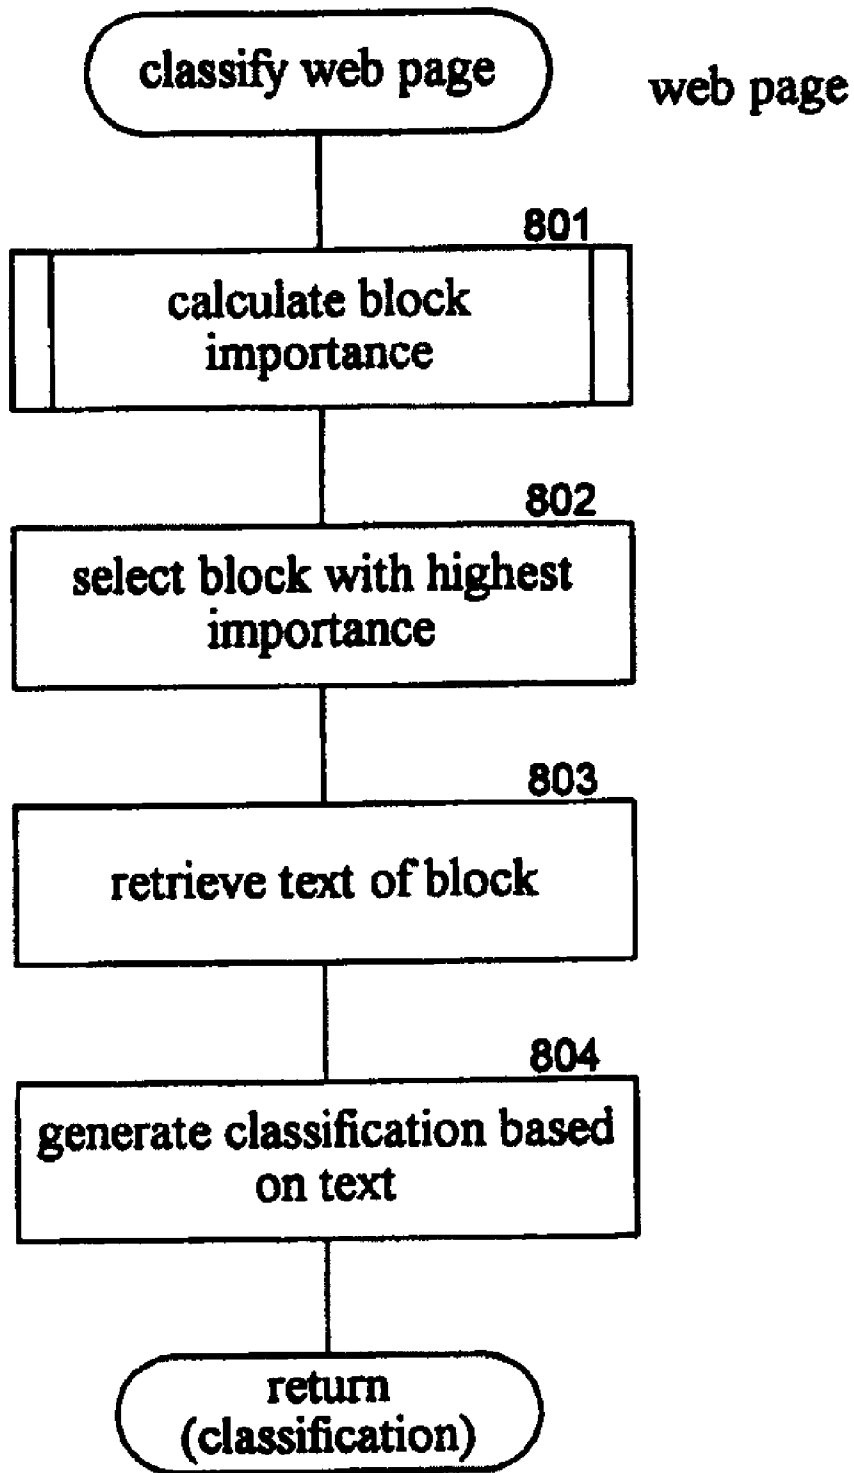 classify web page
web page
801
calculate block
importance
802
select block with highest
importance
803
retrieve text of block
804
generate classification based
on text
return
(classification)